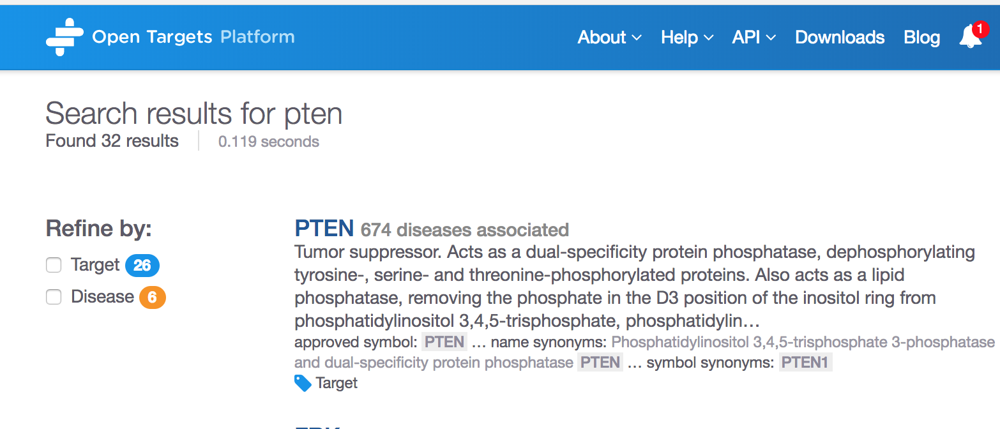 Open Targets Platform
About
Help
API
Downloads
Blog
1
Search results for pten
Found 32 results
0.119 seconds
Refine by:
Target 26
Disease 6
PTEN 674 diseases associated
Tumor suppressor. Acts as a dual-specificity protein phosphatase, dephosphorylating
tyrosine-, serine- and threonine-phosphorylated proteins. Also acts as a lipid
phosphatase, removing the phosphate in the D3 position of the inositol ring from
phosphatidylinositol 3,4,5-trisphosphate, phosphatidylin…
approved symbol: PTEN … name synonyms: Phosphatidylinositol 3,4,5-trisphosphate 3-phosphatase
and dual-specificity protein phosphatase PTEN … symbol synonyms: PTEN1
Target